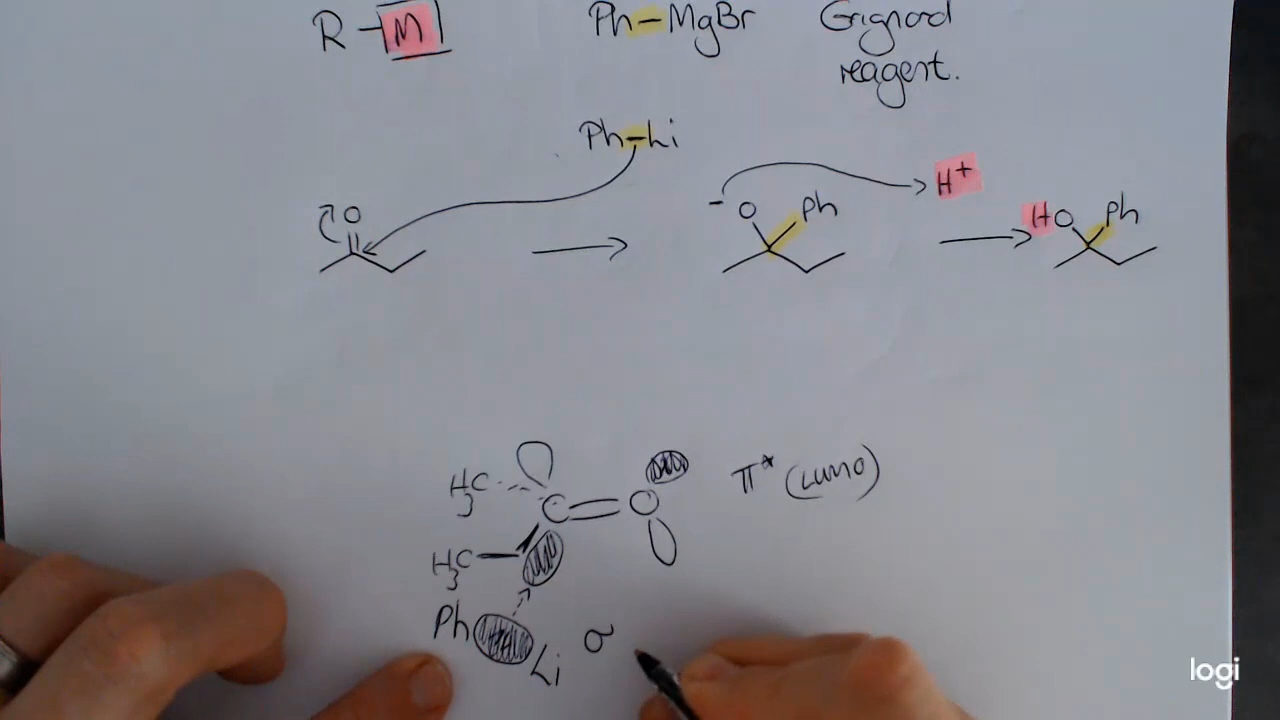 R-M Ph-MgBr Grignard
reagent.
Ph-Li
O - O Ph H+ HO Ph
H3C C=O π* (LUMO)
H3C
Ph Li σ
logi